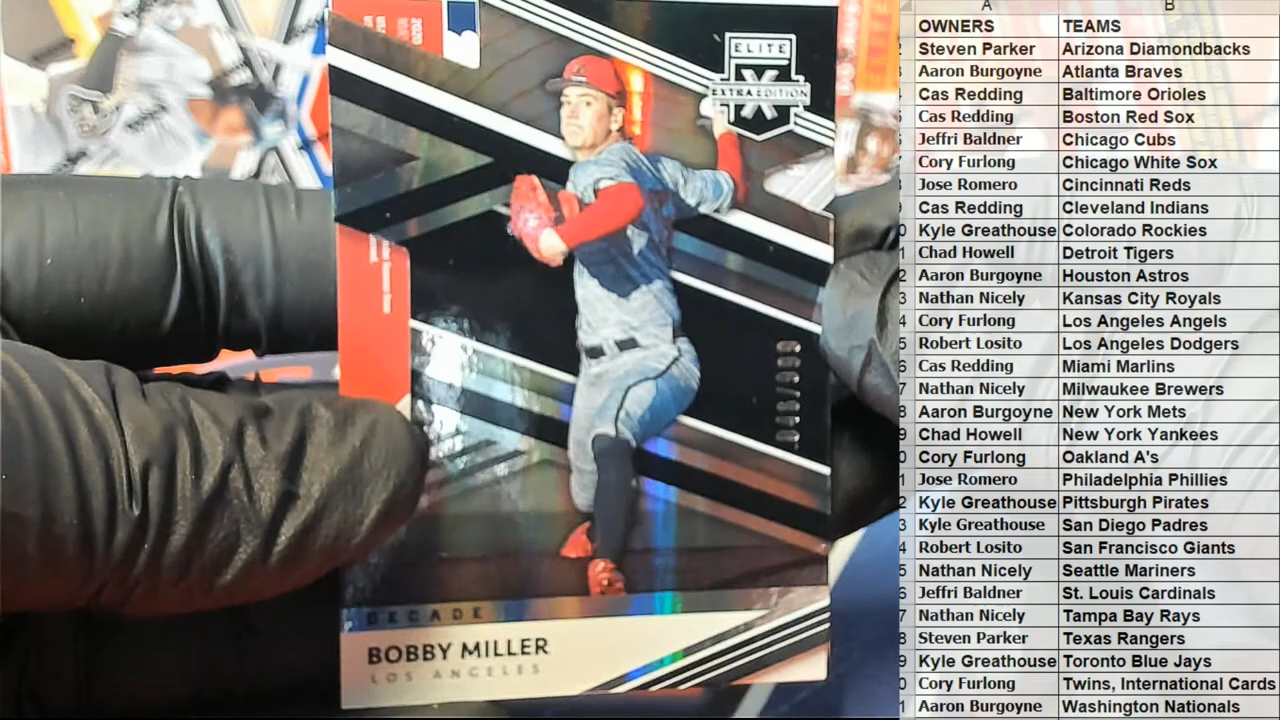 2020
ELITE
X
EXTRA EDITION
DECADE
BOBBY MILLER
LOS ANGELES
A B
OWNERS TEAMS
Steven Parker Arizona Diamondbacks
Aaron Burgoyne Atlanta Braves
Cas Redding Baltimore Orioles
Cas Redding Boston Red Sox
Jeffri Baldner Chicago Cubs
Cory Furlong Chicago White Sox
Jose Romero Cincinnati Reds
Cas Redding Cleveland Indians
Kyle Greathouse Colorado Rockies
Chad Howell Detroit Tigers
Aaron Burgoyne Houston Astros
Nathan Nicely Kansas City Royals
Cory Furlong Los Angeles Angels
Robert Losito Los Angeles Dodgers
Cas Redding Miami Marlins
Nathan Nicely Milwaukee Brewers
Aaron Burgoyne New York Mets
Chad Howell New York Yankees
Cory Furlong Oakland A's
Jose Romero Philadelphia Phillies
Kyle Greathouse Pittsburgh Pirates
Kyle Greathouse San Diego Padres
Robert Losito San Francisco Giants
Nathan Nicely Seattle Mariners
Jeffri Baldner St. Louis Cardinals
Nathan Nicely Tampa Bay Rays
Steven Parker Texas Rangers
Kyle Greathouse Toronto Blue Jays
Cory Furlong Twins, International Cards
Aaron Burgoyne Washington Nationals